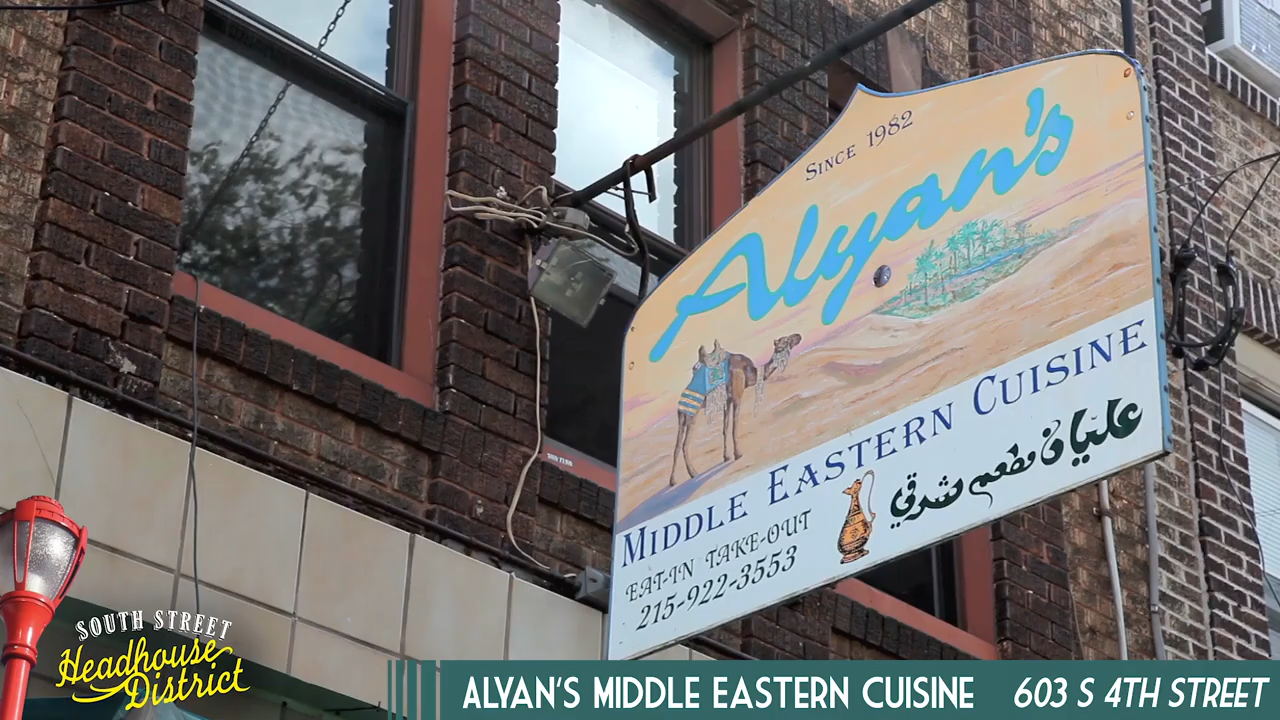 SINCE 1982
Alyan's
MIDDLE EASTERN CUISINE
EAT-IN TAKE-OUT
215-922-3553
عليان مطعم شرقي
SOUTH STREET
Headhouse
District
ALYAN'S MIDDLE EASTERN CUISINE 603 S 4TH STREET